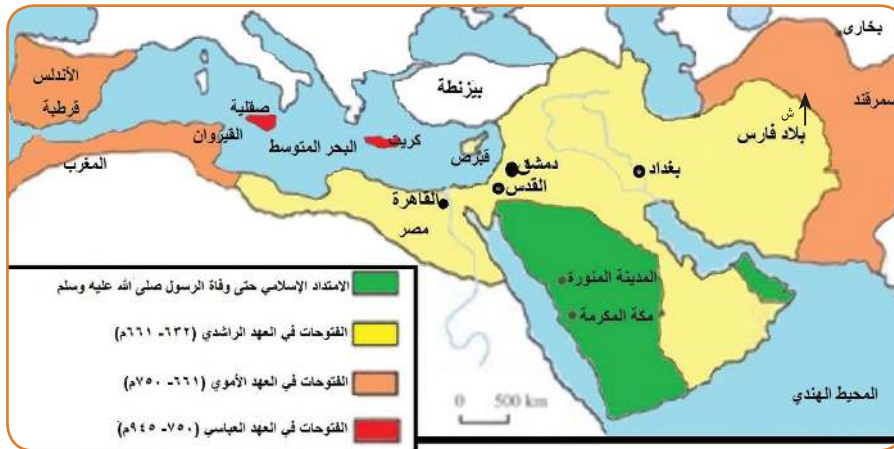 بخارى
الأندلس
قرطبة
بيزنطة
سمرقند
ش
صقلية
القيروان
كريت
البحر المتوسط
قبرص
بلاد فارس
المغرب
دمشق
بغداد
القدس
القاهرة
مصر
المدينة المنورة
مكة المكرمة
المحيط الهندي
0 500 km
الامتداد الإسلامي حتى وفاة الرسول صلى الله عليه وسلم
الفتوحات في العهد الراشدي (٦٣٢- ٦٦١م)
الفتوحات في العهد الأموي (٦٦١- ٧٥٠م)
الفتوحات في العهد العباسي (٧٥٠- ٩٤٥م)